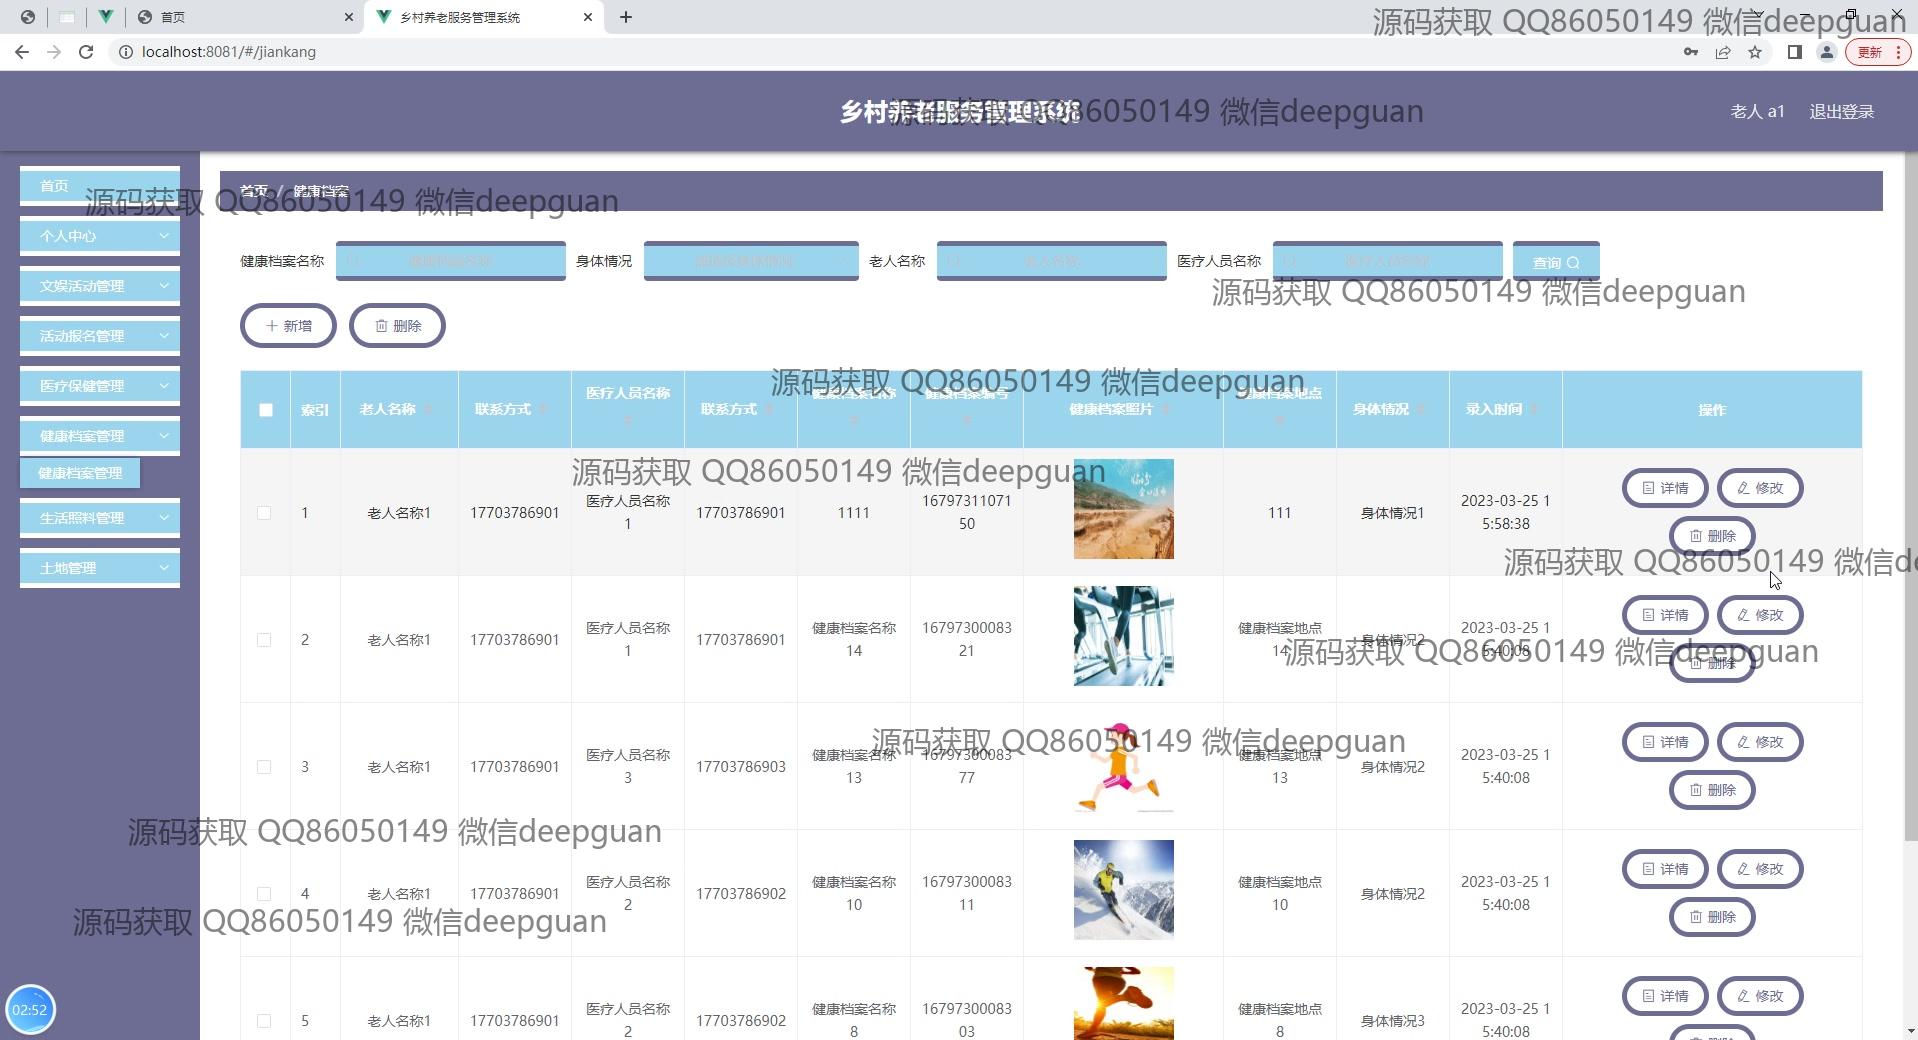 首页
乡村养老服务管理系统
localhost:8081/#/jiankang
更新
源码获取 QQ86050149 微信deepguan
乡村养老服务管理系统
源码获取 QQ86050149 微信deepguan
老人 a1
退出登录
首页
个人中心
文娱活动管理
活动报名管理
医疗保健管理
健康档案管理
健康档案管理
生活照料管理
土地管理
首页 / 健康档案
源码获取 QQ86050149 微信deepguan
健康档案名称 健康档案名称
身体情况
老人名称 老人名称
医疗人员名称 医疗人员名称
查询
源码获取 QQ86050149 微信deepguan
新增
删除
源码获取 QQ86050149 微信deepguan
索引 老人名称 联系方式 医疗人员名称 联系方式 健康档案名称 健康档案编号 健康档案照片 健康档案地点 身体情况 录入时间 操作
源码获取 QQ86050149 微信deepguan
1 老人名称1 17703786901 医疗人员名称1 17703786901 1111 1679731107150 111 身体情况1 2023-03-25 15:58:38 详情 修改 删除
源码获取 QQ86050149 微信de
2 老人名称1 17703786901 医疗人员名称1 17703786901 健康档案名称14 1679730008321 健康档案地点14 身体情况2 2023-03-25 15:40:08 详情 修改 删除
源码获取 QQ86050149 微信deepguan
3 老人名称1 17703786901 医疗人员名称3 17703786903 健康档案名称13 1679730008377 健康档案地点13 身体情况2 2023-03-25 15:40:08 详情 修改 删除
源码获取 QQ86050149 微信deepguan
源码获取 QQ86050149 微信deepguan
4 老人名称1 17703786901 医疗人员名称2 17703786902 健康档案名称10 1679730008311 健康档案地点10 身体情况2 2023-03-25 15:40:08 详情 修改 删除
源码获取 QQ86050149 微信deepguan
5 老人名称1 17703786901 医疗人员名称2 17703786902 健康档案名称8 1679730008303 健康档案地点8 身体情况3 2023-03-25 15:40:08 详情 修改
02:52